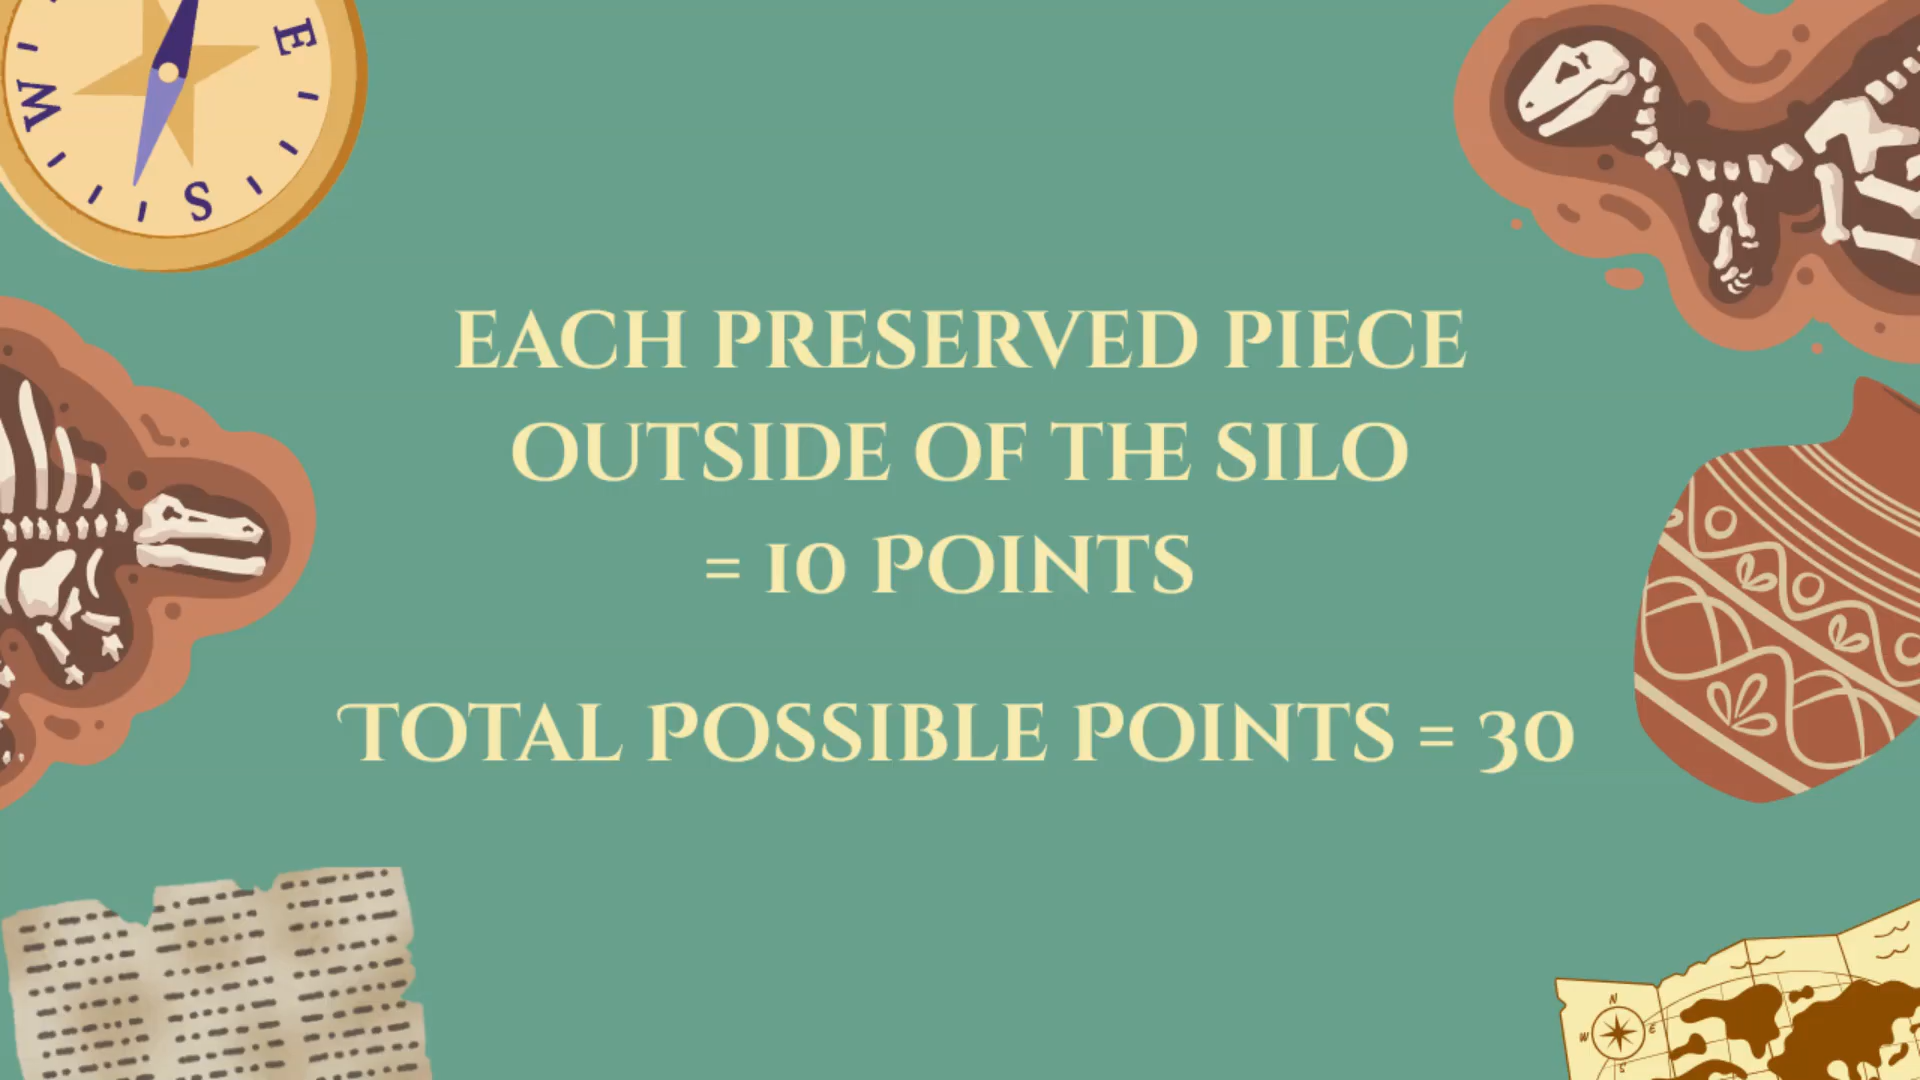 E
W
S
EACH PRESERVED PIECE
OUTSIDE OF THE SILO
= 10 POINTS
TOTAL POSSIBLE POINTS = 30
N
W E
S